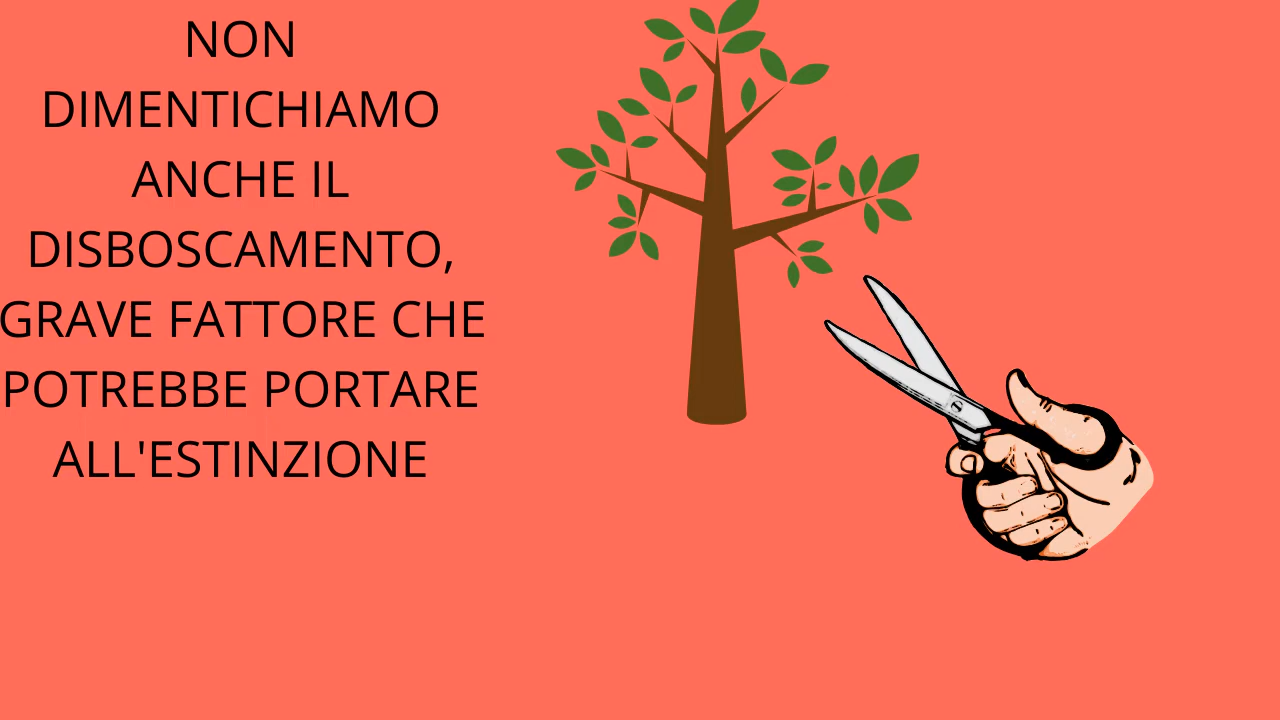 NON
DIMENTICHIAMO
ANCHE IL
DISBOSCAMENTO,
GRAVE FATTORE CHE
POTREBBE PORTARE
ALL'ESTINZIONE